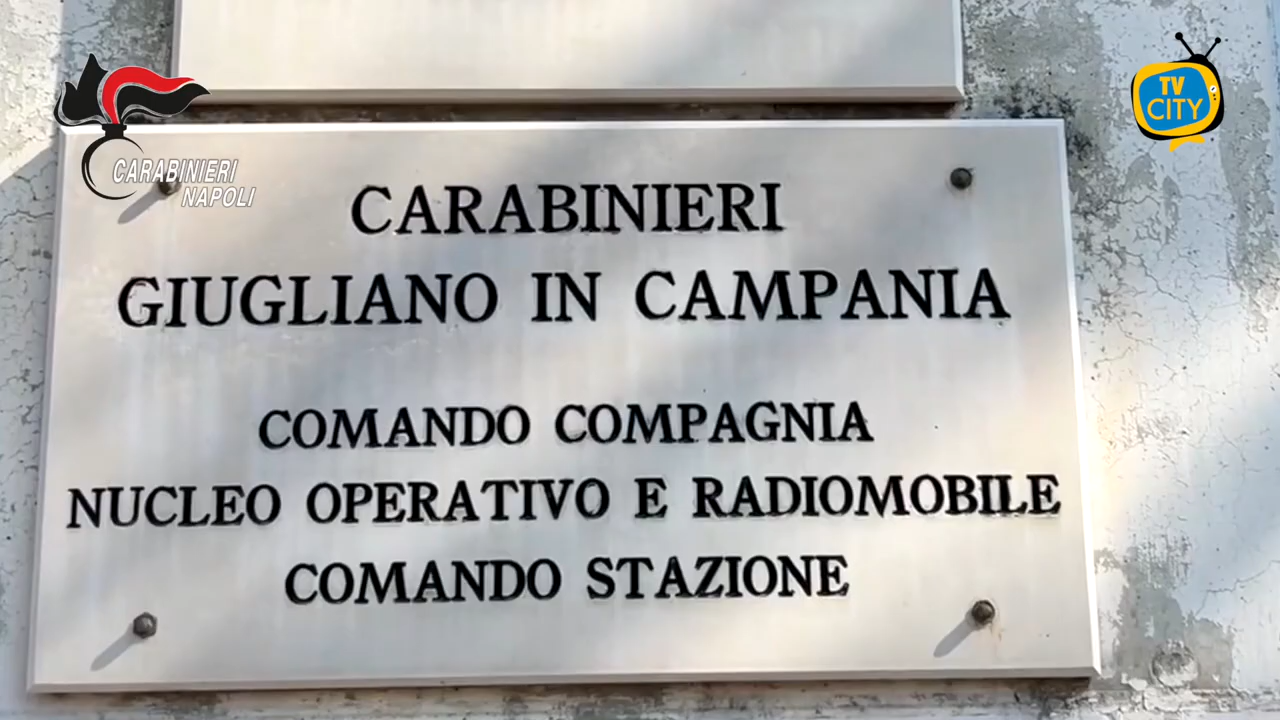 TV
CITY
CARABINIERI
NAPOLI
CARABINIERI
GIUGLIANO IN CAMPANIA
COMANDO COMPAGNIA
NUCLEO OPERATIVO E RADIOMOBILE
COMANDO STAZIONE